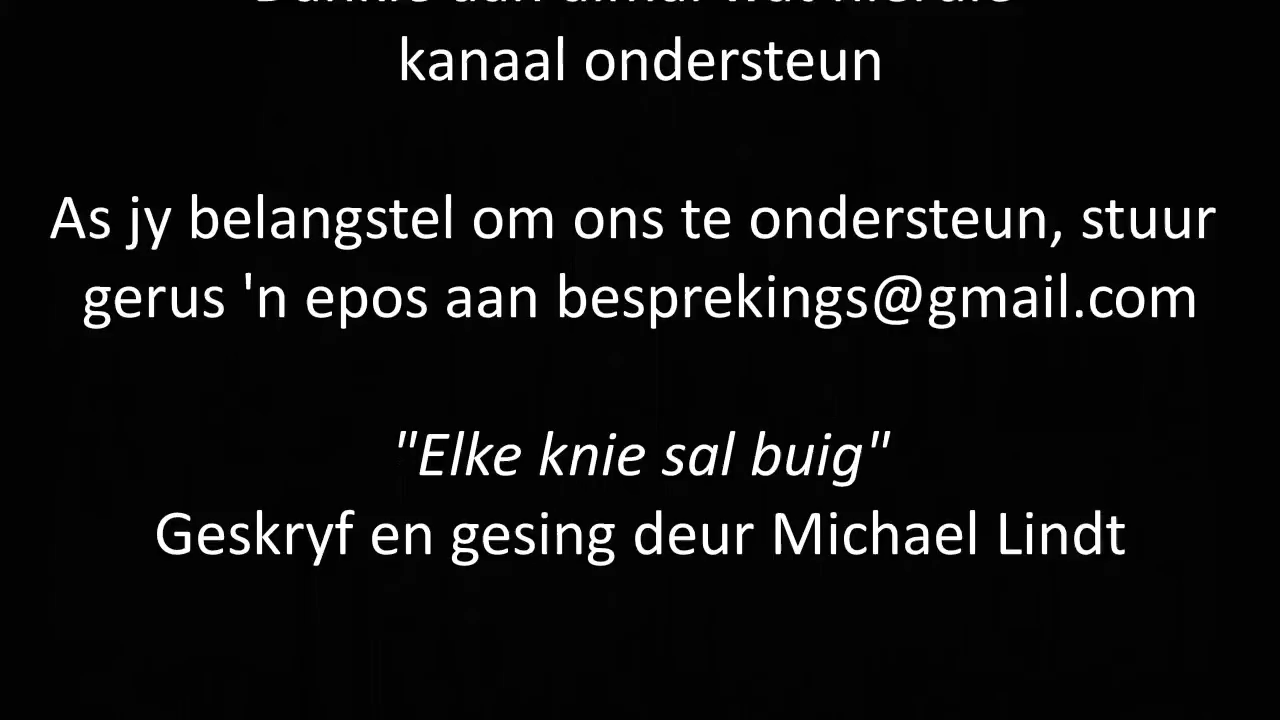 kanaal ondersteun
As jy belangstel om ons te ondersteun, stuur
gerus 'n epos aan besprekings@gmail.com
"Elke knie sal buig"
Geskryf en gesing deur Michael Lindt